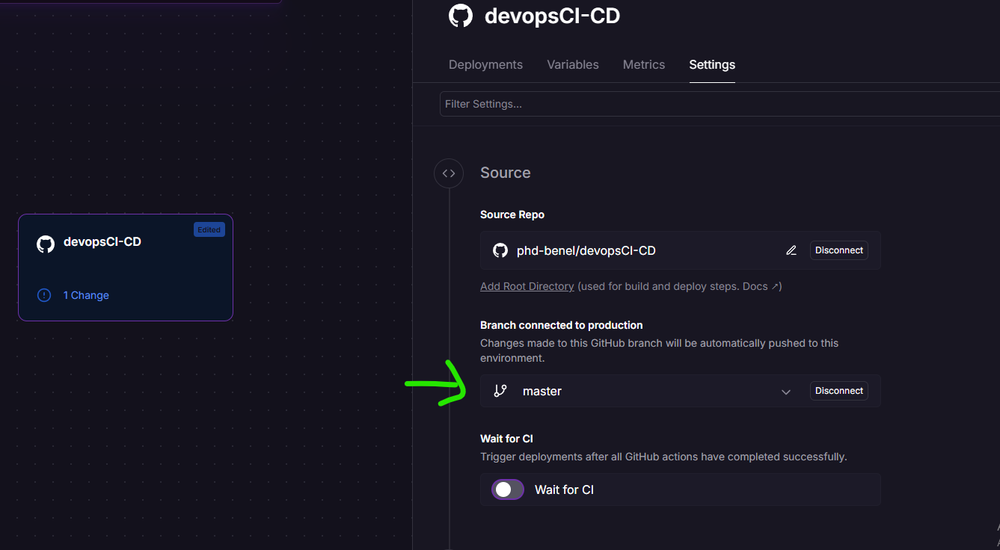 devopsCI-CD
Deployments Variables Metrics Settings
Filter Settings...
Source
Source Repo
phd-benel/devopsCI-CD Disconnect
Add Root Directory (used for build and deploy steps. Docs ↗)
Branch connected to production
Changes made to this GitHub branch will be automatically pushed to this
environment.
master Disconnect
Wait for CI
Trigger deployments after all GitHub actions have completed successfully.
Wait for CI
Edited
devopsCI-CD
1 Change